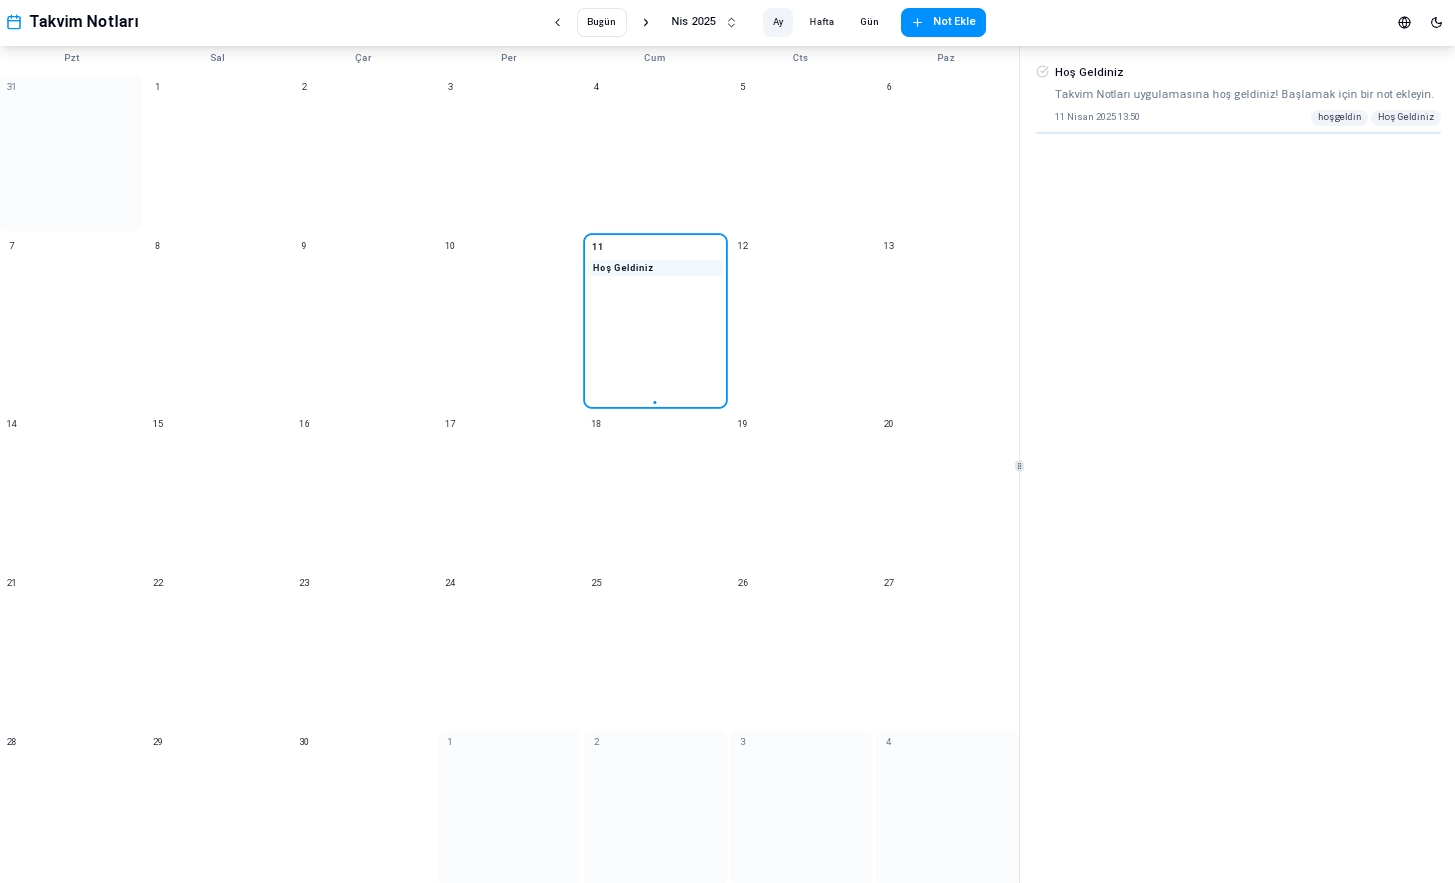 Takvim Notları
Bugün
Nis 2025
Ay
Hafta
Gün
Not Ekle
Pzt Sal Çar Per Cum Cts Paz
31 1 2 3 4 5 6
7 8 9 10 11 12 13
Hoş Geldiniz
14 15 16 17 18 19 20
21 22 23 24 25 26 27
28 29 30 1 2 3 4
Hoş Geldiniz
Takvim Notları uygulamasına hoş geldiniz! Başlamak için bir not ekleyin.
11 Nisan 2025 13:50
hoşgeldin
Hoş Geldiniz